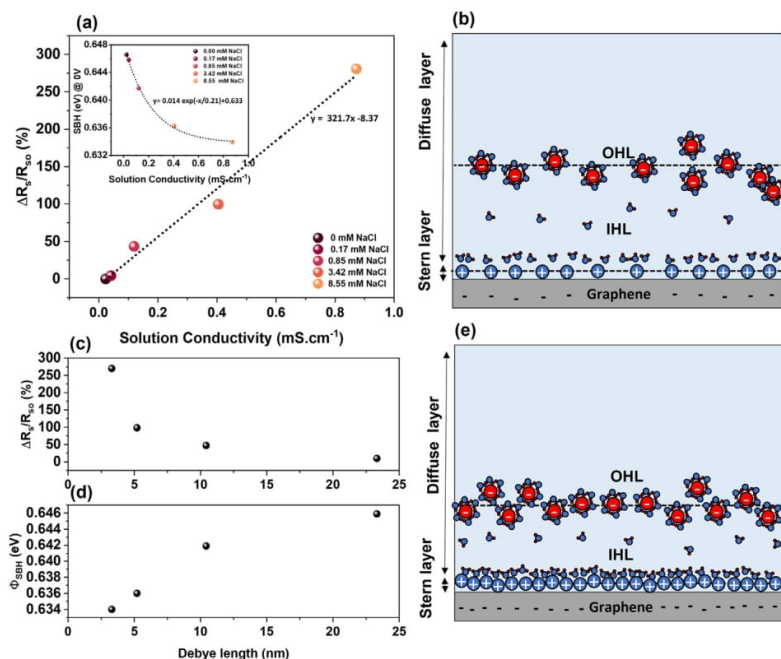 (a)
ΔRs/Rso (%)
300
250
200
150
100
50
0
0.0
0.2
0.4
0.6
0.8
1.0
Solution Conductivity (mS.cm⁻¹)
y = 321.7x -8.37
0 mM NaCl
0.17 mM NaCl
0.85 mM NaCl
3.42 mM NaCl
8.55 mM NaCl
SBH (eV) @ 0V
0.648
0.644
0.640
0.636
0.632
0.0
0.2
0.4
0.6
0.8
1.0
Solution Conductivity (mS.cm⁻¹)
0.00 mM NaCl
0.17 mM NaCl
0.85 mM NaCl
3.42 mM NaCl
8.55 mM NaCl
y= 0.014 exp(-x/0.21)+0.633
(b)
Diffuse layer
Stern layer
OHL
IHL
Graphene
(c)
ΔRs/Rso (%)
300
250
200
150
100
50
0
0
5
10
15
20
25
(d)
ΦSBH (eV)
0.646
0.644
0.642
0.640
0.638
0.636
0.634
0
5
10
15
20
25
Debye length (nm)
(e)
Diffuse layer
Stern layer
OHL
IHL
Graphene